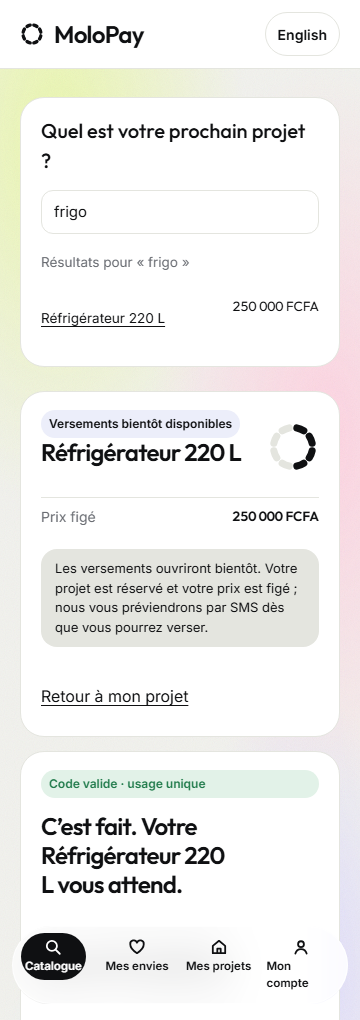 MoloPay
English
Quel est votre prochain projet
?
frigo
Résultats pour « frigo »
250 000 FCFA
Réfrigérateur 220 L
Versements bientôt disponibles
Réfrigérateur 220 L
Prix figé
250 000 FCFA
Les versements ouvriront bientôt. Votre
projet est réservé et votre prix est figé ;
nous vous préviendrons par SMS dès
que vous pourrez verser.
Retour à mon projet
Code valide · usage unique
C’est fait. Votre
Réfrigérateur 220
L vous attend.
Catalogue
Mes envies
Mes projets
Mon
compte